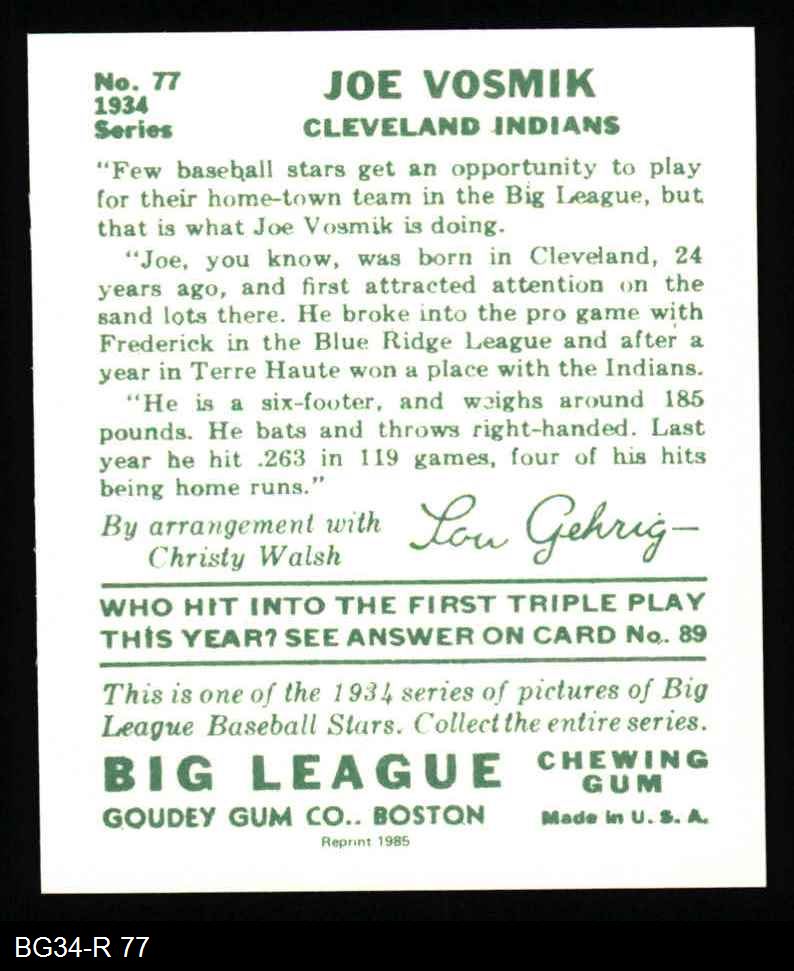 No. 77
1934
Series
JOE VOSMIK
CLEVELAND INDIANS
"Few baseball stars get an opportunity to play
for their home-town team in the Big League, but
that is what Joe Vosmik is doing.
"Joe, you know, was born in Cleveland, 24
years ago, and first attracted attention on the
sand lots there. He broke into the pro game with
Frederick in the Blue Ridge League and after a
year in Terre Haute won a place with the Indians.
"He is a six-footer, and weighs around 185
pounds. He bats and throws right-handed. Last
year he hit .263 in 119 games, four of his hits
being home runs."
By arrangement with
Christy Walsh
Lou Gehrig—
WHO HIT INTO THE FIRST TRIPLE PLAY
THIS YEAR? SEE ANSWER ON CARD No. 89
This is one of the 1934 series of pictures of Big
League Baseball Stars. Collect the entire series.
BIG LEAGUE
CHEWING
GUM
GOUDEY GUM CO.. BOSTON
Made in U. S. A.
Reprint 1985
BG34-R 77